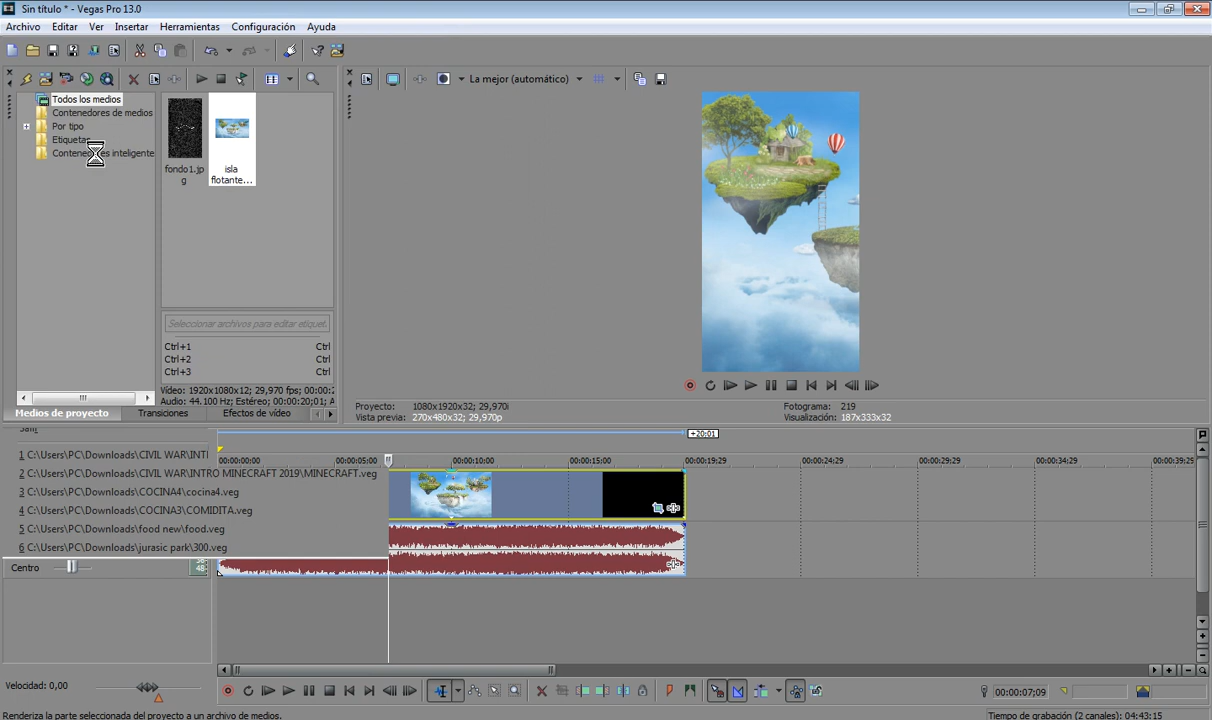 Sin título * - Vegas Pro 13.0
Archivo Editar Ver Insertar Herramientas Configuración Ayuda
La mejor (automático)
Todos los medios
Contenedores de medios
Por tipo
Etiquetas
Contenedores inteligente
fondo1.jp
g
isla
flotante...
Seleccionar archivos para editar etiquet.
Ctrl+1 Ctrl
Ctrl+2 Ctrl
Ctrl+3 Ctrl
Vídeo: 1920x1080x12; 29,970 fps; 00:00:
Audio: 44.100 Hz; Estéreo; 00:00:20;01;
Medios de proyecto Transiciones Efectos de vídeo
Proyecto: 1080x1920x32; 29,970i
Vista previa: 270x480x32; 29,970p
Fotograma: 219
Visualización: 187x333x32
+20:01
00:00:00:00 00:00:05:00 00:00:10:00 00:00:15:00 00:00:19:29 00:00:24:29 00:00:29:29 00:00:34:29 00:00:39:29
1 C:\Users\PC\Downloads\CIVIL WAR\INTI
2 C:\Users\PC\Downloads\CIVIL WAR\INTRO MINECRAFT 2019\MINECRAFT.veg
3 C:\Users\PC\Downloads\COCINA4\cocina4.veg
4 C:\Users\PC\Downloads\COCINA3\COMIDITA.veg
5 C:\Users\PC\Downloads\food new\food.veg
6 C:\Users\PC\Downloads\jurasic park\300.veg
Centro
48
Velocidad: 0,00
00:00:07;09
Renderiza la parte seleccionada del proyecto a un archivo de medios.
Tiempo de grabación (2 canales): 04:43:15